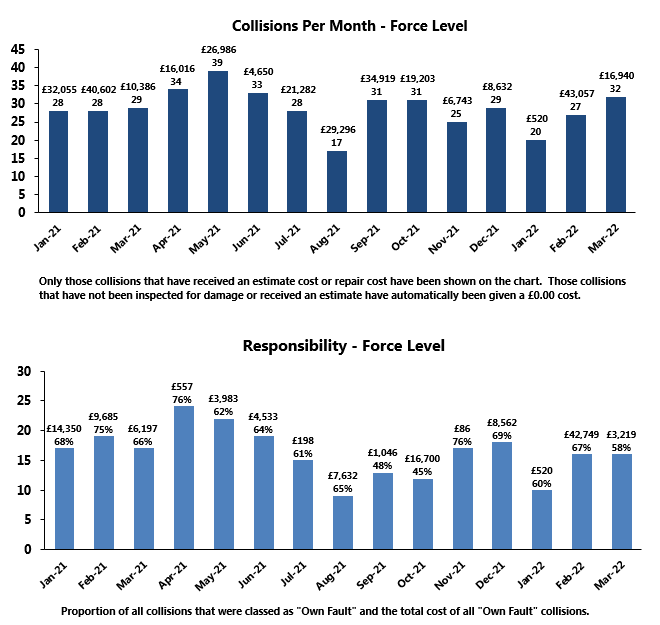 Collisions Per Month - Force Level
45
40
35
30
25
20
15
10
5
0
£32,055
28
£40,602
28
£10,386
29
£16,016
34
£26,986
39
£4,650
33
£21,282
28
£29,296
17
£34,919
31
£19,203
31
£6,743
25
£8,632
29
£520
20
£43,057
27
£16,940
32
Jan-21
Feb-21
Mar-21
Apr-21
May-21
Jun-21
Jul-21
Aug-21
Sep-21
Oct-21
Nov-21
Dec-21
Jan-22
Feb-22
Mar-22
Only those collisions that have received an estimate cost or repair cost have been shown on the chart. Those collisions
that have not been inspected for damage or received an estimate have automatically been given a £0.00 cost.
Responsibility - Force Level
30
25
20
15
10
5
0
£14,350
68%
£9,685
75%
£6,197
66%
£557
76%
£3,983
62%
£4,533
64%
£198
61%
£7,632
65%
£1,046
48%
£16,700
45%
£86
76%
£8,562
69%
£520
60%
£42,749
67%
£3,219
58%
Jan-21
Feb-21
Mar-21
Apr-21
May-21
Jun-21
Jul-21
Aug-21
Sep-21
Oct-21
Nov-21
Dec-21
Jan-22
Feb-22
Mar-22
Proportion of all collisions that were classed as "Own Fault" and the total cost of all "Own Fault" collisions.